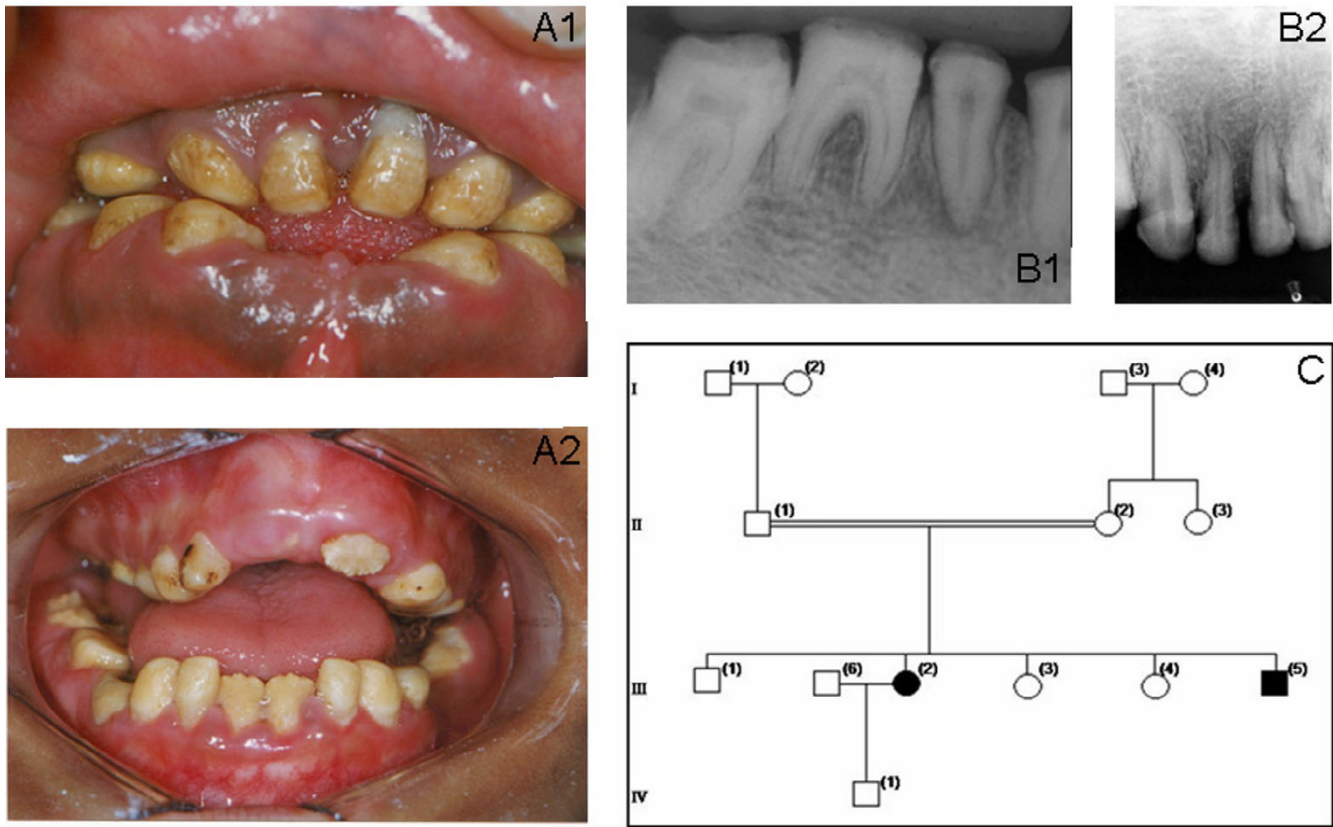 A1
B1
B2
A2
C
I
(1)
(2)
(3)
(4)
II
(1)
(2)
(3)
III
(1)
(6)
(2)
(3)
(4)
(5)
IV
(1)